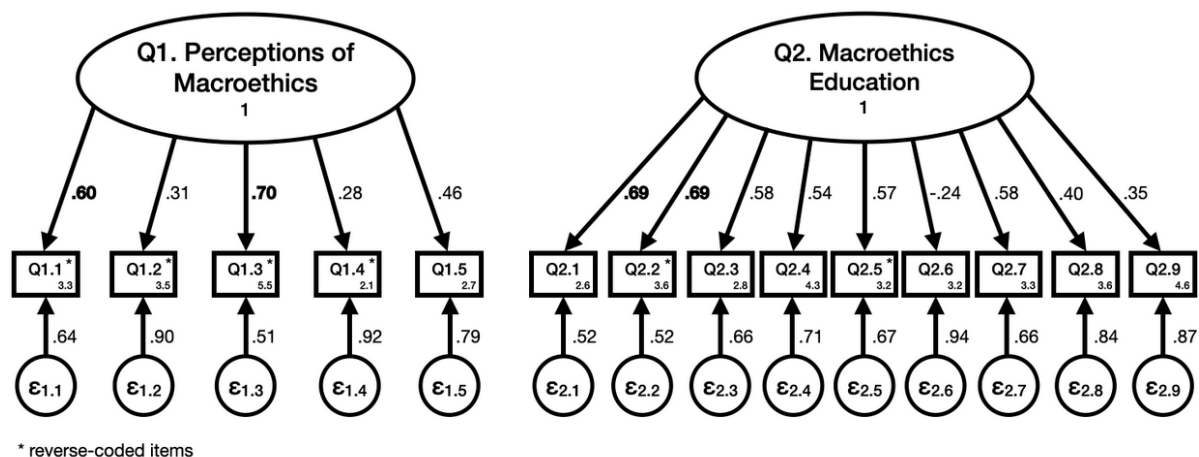 Q1. Perceptions of
Macroethics
1
Q2. Macroethics
Education
1
.60 .31 .70 .28 .46
.69 .69 .58 .54 .57 -.24 .58 .40 .35
Q1.1* Q1.2* Q1.3* Q1.4* Q1.5
3.3 3.5 5.5 2.1 2.7
Q2.1 Q2.2* Q2.3 Q2.4 Q2.5* Q2.6 Q2.7 Q2.8 Q2.9
2.6 3.6 2.8 4.3 3.2 3.2 3.3 3.6 4.6
.64 .90 .51 .92 .79
.52 .52 .66 .71 .67 .94 .66 .84 .87
ε1.1 ε1.2 ε1.3 ε1.4 ε1.5
ε2.1 ε2.2 ε2.3 ε2.4 ε2.5 ε2.6 ε2.7 ε2.8 ε2.9
* reverse-coded items